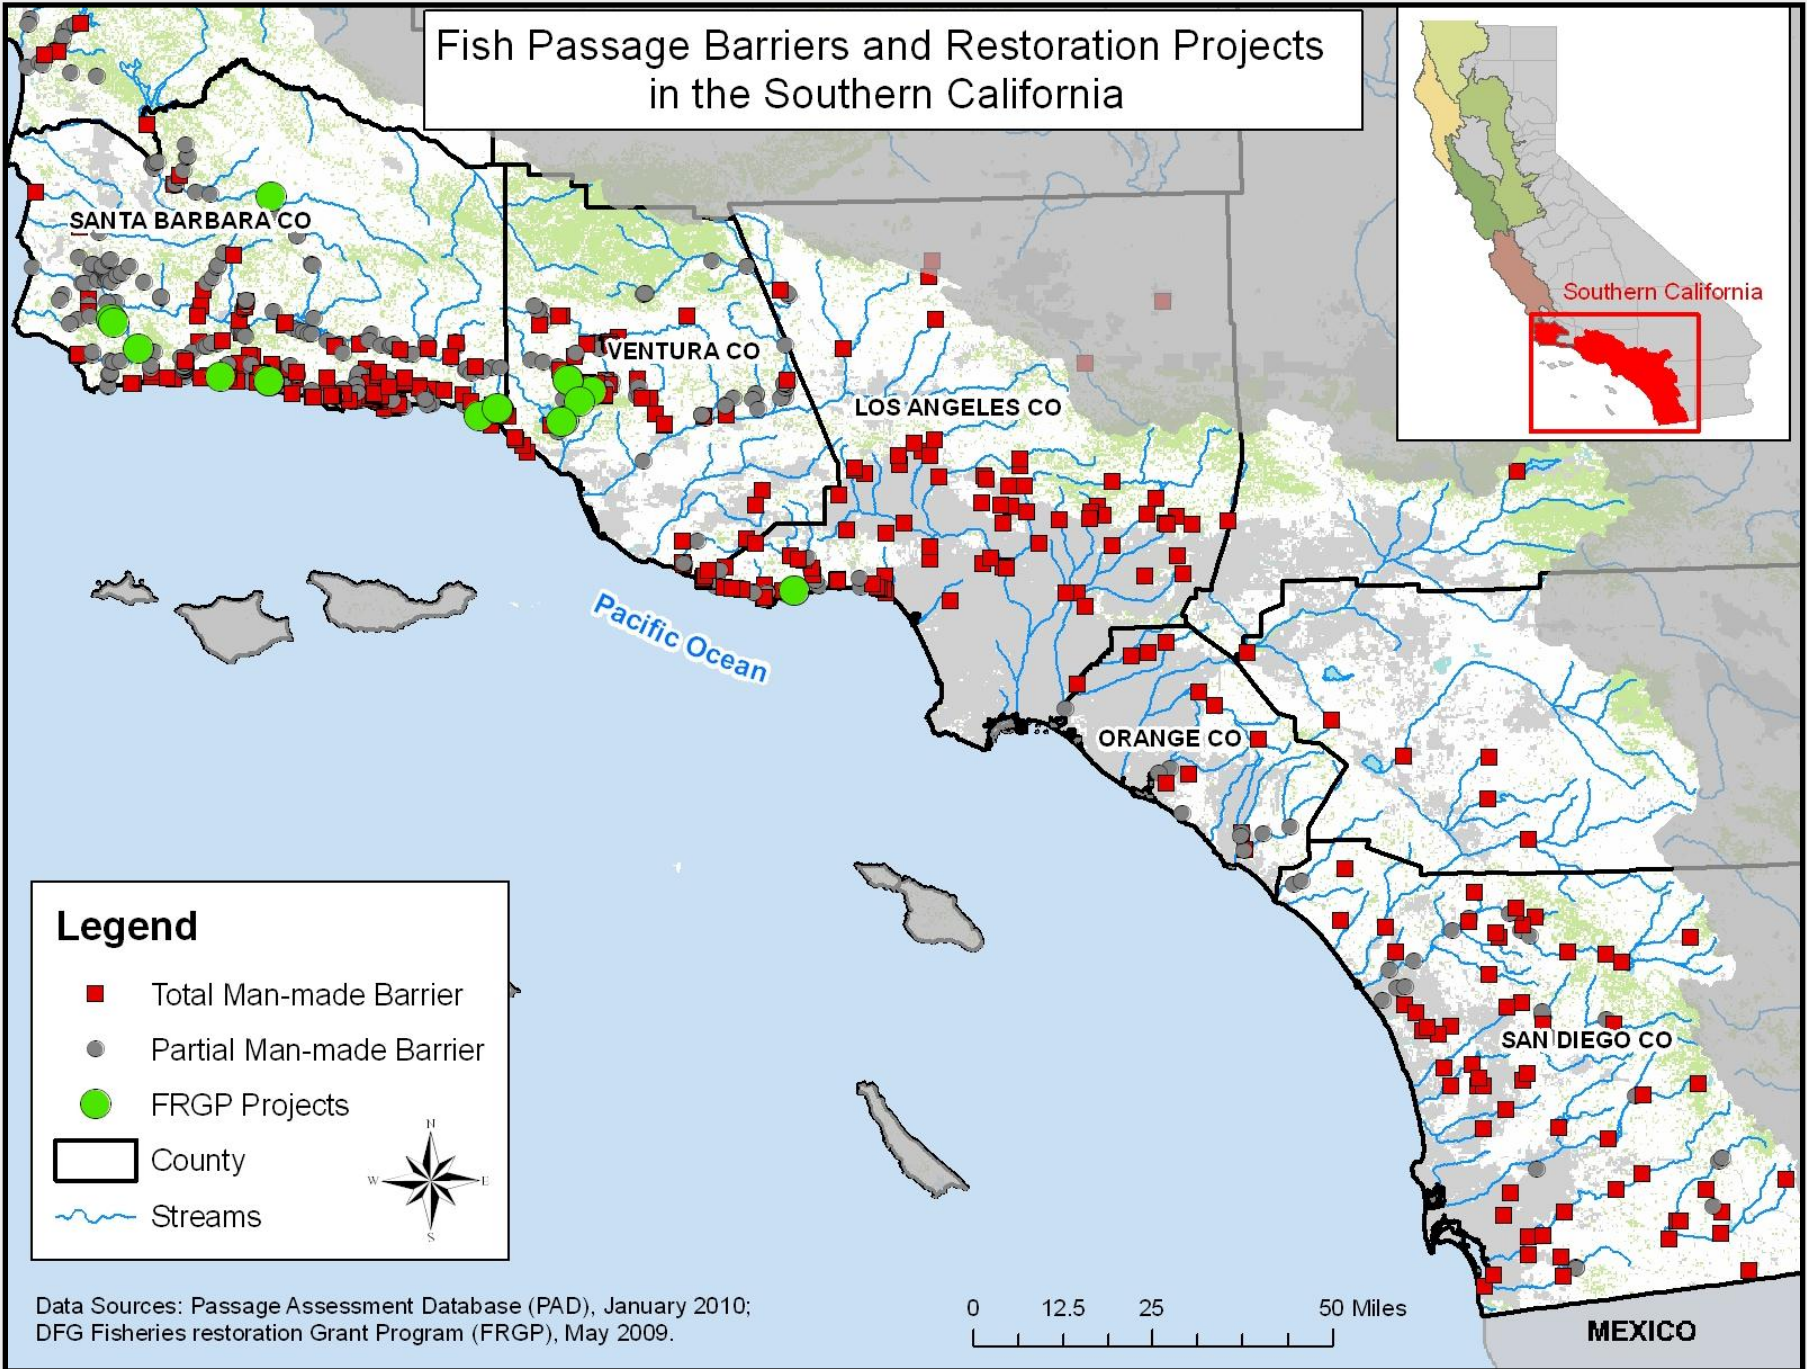 Fish Passage Barriers and Restoration Projects
in the Southern California
Southern California
SANTA BARBARA CO
VENTURA CO
LOS ANGELES CO
Pacific Ocean
ORANGE CO
SAN DIEGO CO
MEXICO
Legend
Total Man-made Barrier
Partial Man-made Barrier
FRGP Projects
County
Streams
N
W E
S
Data Sources: Passage Assessment Database (PAD), January 2010;
DFG Fisheries restoration Grant Program (FRGP), May 2009.
0 12.5 25 50 Miles